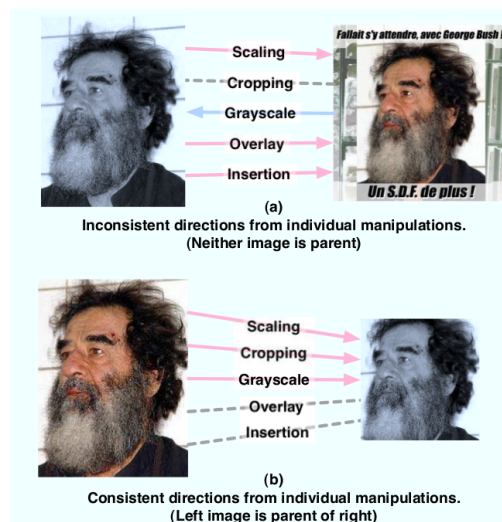 Fallait s'y attendre, avec George Bush !
Scaling
Cropping
Grayscale
Overlay
Insertion
Un S.D.F. de plus !
(a)
Inconsistent directions from individual manipulations.
(Neither image is parent)
Scaling
Cropping
Grayscale
Overlay
Insertion
(b)
Consistent directions from individual manipulations.
(Left image is parent of right)